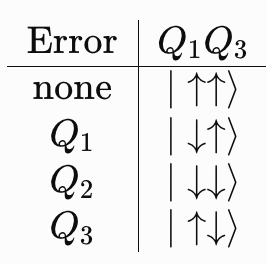 Error Q₁Q₃
none | ↑↑⟩
Q₁ | ↓↑⟩
Q₂ | ↓↓⟩
Q₃ | ↑↓⟩